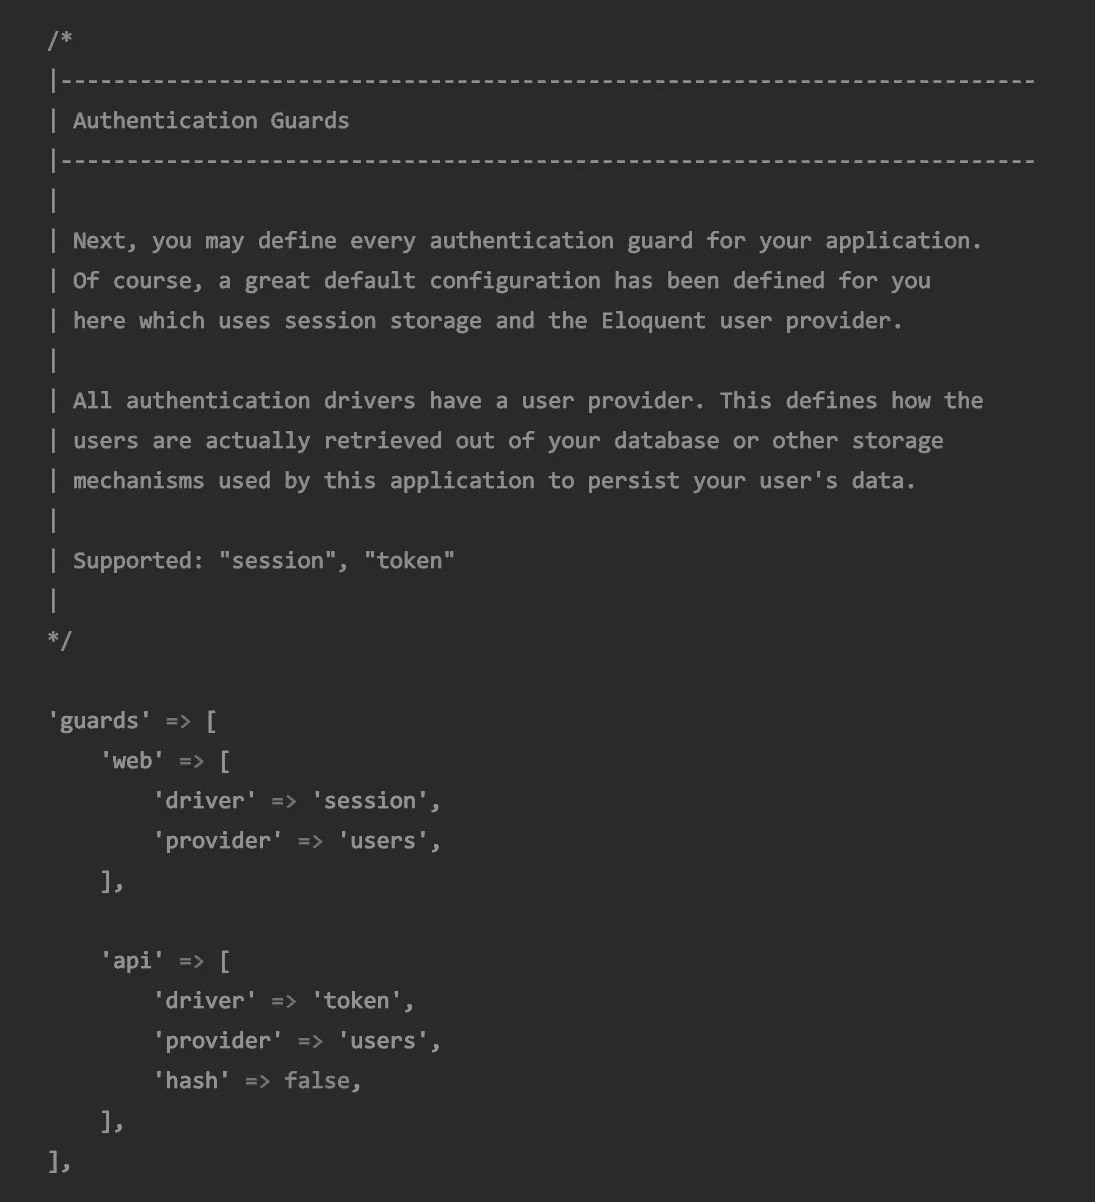 /*
|--------------------------------------------------------------------------
| Authentication Guards
|--------------------------------------------------------------------------
|
| Next, you may define every authentication guard for your application.
| Of course, a great default configuration has been defined for you
| here which uses session storage and the Eloquent user provider.
|
| All authentication drivers have a user provider. This defines how the
| users are actually retrieved out of your database or other storage
| mechanisms used by this application to persist your user's data.
|
| Supported: "session", "token"
|
*/

'guards' => [
    'web' => [
        'driver' => 'session',
        'provider' => 'users',
    ],

    'api' => [
        'driver' => 'token',
        'provider' => 'users',
        'hash' => false,
    ],
],